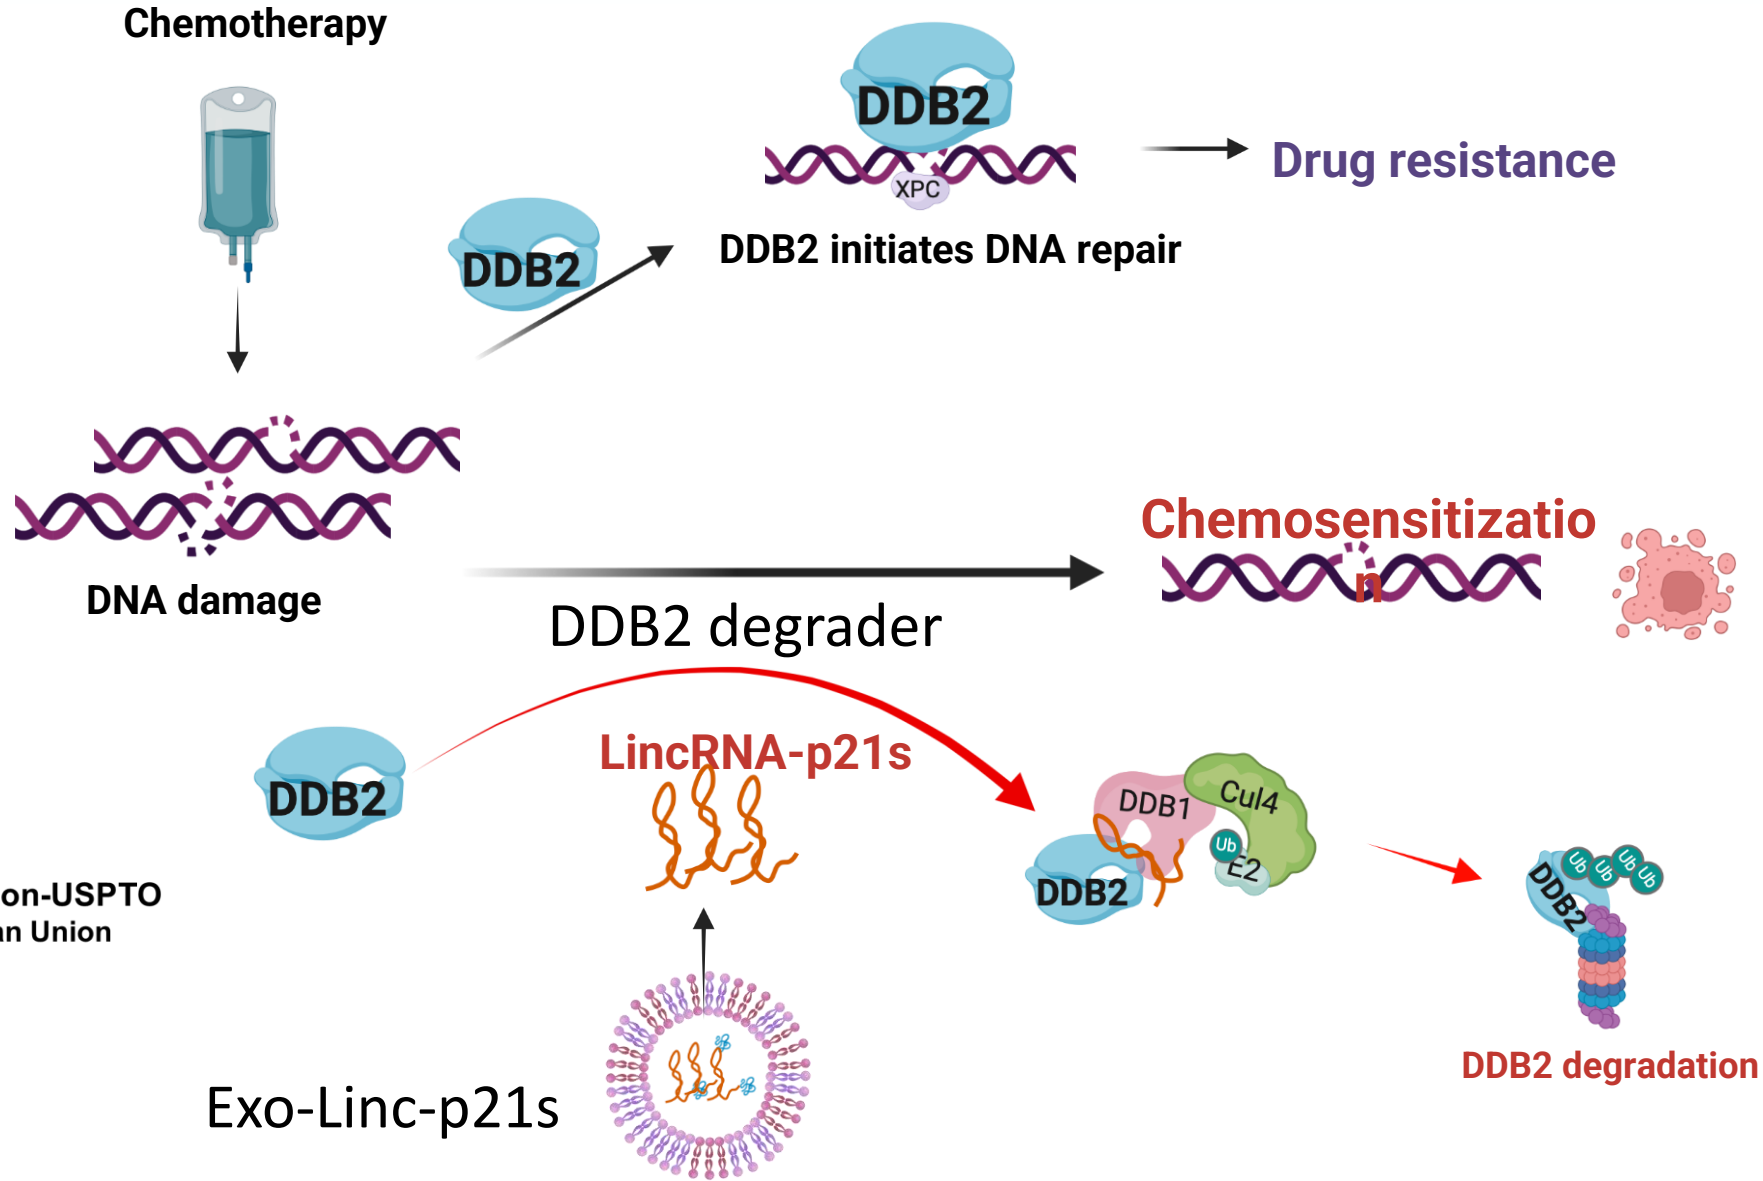 Chemotherapy
DDB2
XPC
DDB2 initiates DNA repair
Drug resistance
DDB2
DNA damage
Chemosensitizatio
n
DDB2 degrader
LincRNA-p21s
DDB2
DDB1
Cul4
Ub
E2
DDB2
Ub
Ub
Ub
Ub
DDB2
DDB2 degradation
on-USPTO
an Union
Exo-Linc-p21s